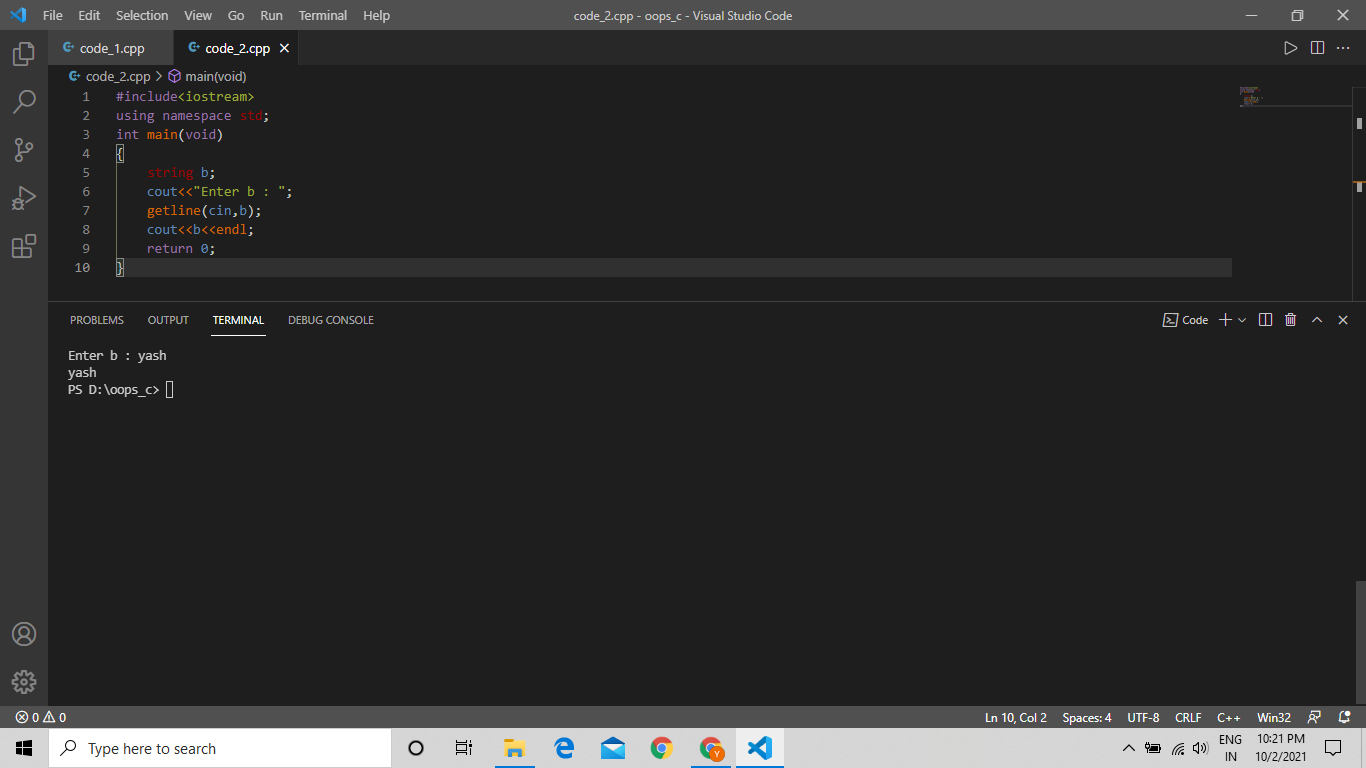 File Edit Selection View Go Run Terminal Help code_2.cpp - oops_c - Visual Studio Code
code_1.cpp code_2.cpp
code_2.cpp > main(void)
1 #include<iostream>
2 using namespace std;
3 int main(void)
4 {
5 string b;
6 cout<<"Enter b : ";
7 getline(cin,b);
8 cout<<b<<endl;
9 return 0;
10 }
PROBLEMS OUTPUT TERMINAL DEBUG CONSOLE Code
Enter b : yash
yash
PS D:\oops_c>
0 0 Ln 10, Col 2 Spaces: 4 UTF-8 CRLF C++ Win32
Type here to search Y ENG 10:21 PM
IN 10/2/2021